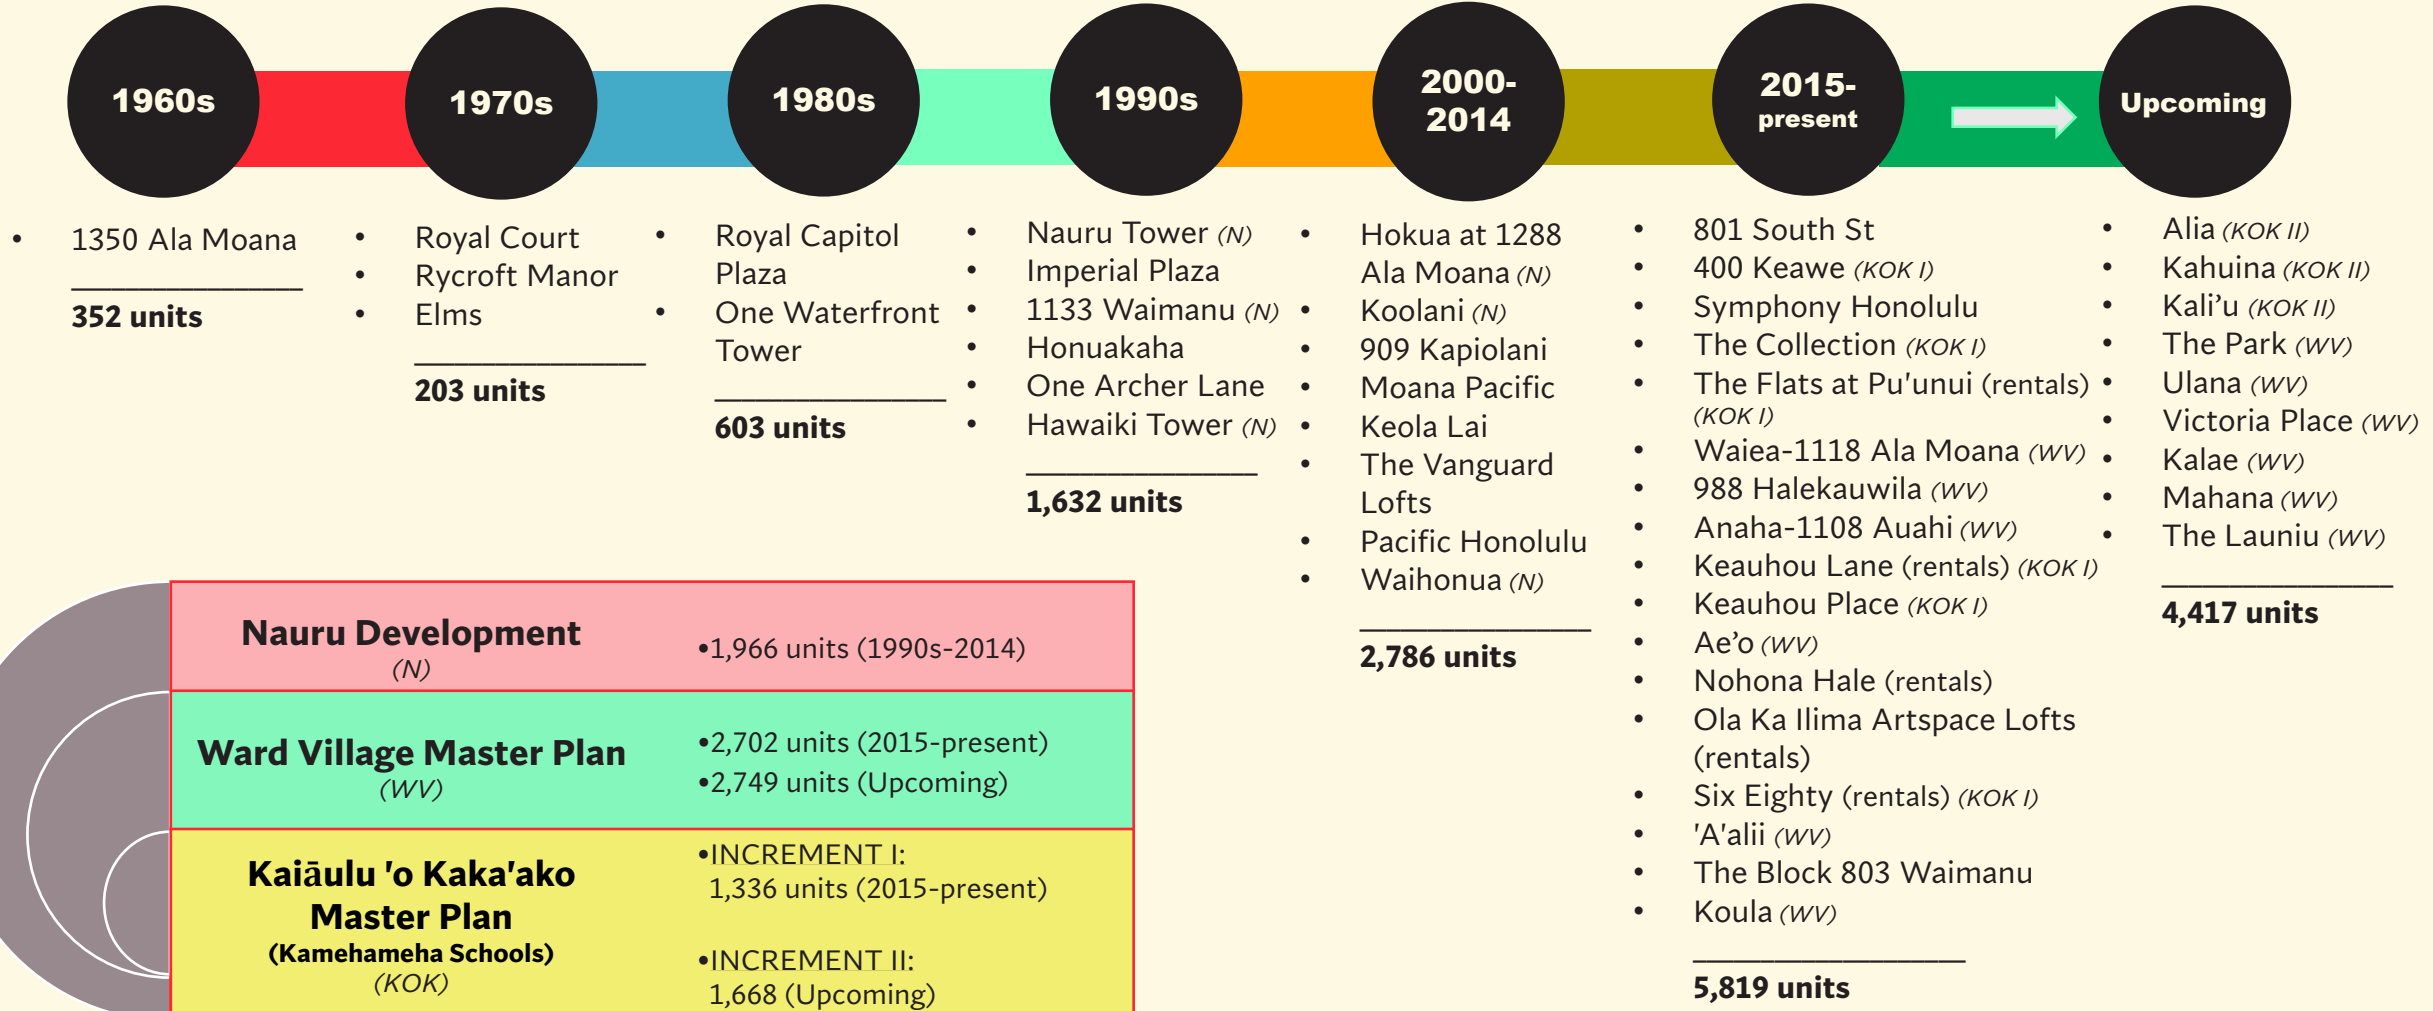 1960s
1350 Ala Moana
352 units
1970s
Royal Court
Rycroft Manor
Elms
203 units
1980s
Royal Capitol
Plaza
One Waterfront
Tower
603 units
1990s
Nauru Tower (N)
Imperial Plaza
1133 Waimanu (N)
Honuakaha
One Archer Lane
Hawaiki Tower (N)
1,632 units
2000-
2014
Hokua at 1288
Ala Moana (N)
Koolani (N)
909 Kapiolani
Moana Pacific
Keola Lai
The Vanguard
Lofts
Pacific Honolulu
Waihonua (N)
2,786 units
2015-
present
801 South St
400 Keawe (KOK I)
Symphony Honolulu
The Collection (KOK I)
The Flats at Pu'unui (rentals)
(KOK I)
Waiea-1118 Ala Moana (WV)
988 Halekauwila (WV)
Anaha-1108 Auahi (WV)
Keauhou Lane (rentals) (KOK I)
Keauhou Place (KOK I)
Ae’o (WV)
Nohona Hale (rentals)
Ola Ka Ilima Artspace Lofts
(rentals)
Six Eighty (rentals) (KOK I)
'A'alii (WV)
The Block 803 Waimanu
Koula (WV)
5,819 units
Upcoming
Alia (KOK II)
Kahuina (KOK II)
Kali’u (KOK II)
The Park (WV)
Ulana (WV)
Victoria Place (WV)
Kalae (WV)
Mahana (WV)
The Launiu (WV)
4,417 units
Nauru Development
(N)
•1,966 units (1990s-2014)
Ward Village Master Plan
(WV)
•2,702 units (2015-present)
•2,749 units (Upcoming)
Kaiāulu 'o Kaka'ako
Master Plan
(Kamehameha Schools)
(KOK)
•INCREMENT I:
1,336 units (2015-present)
•INCREMENT II:
1,668 (Upcoming)